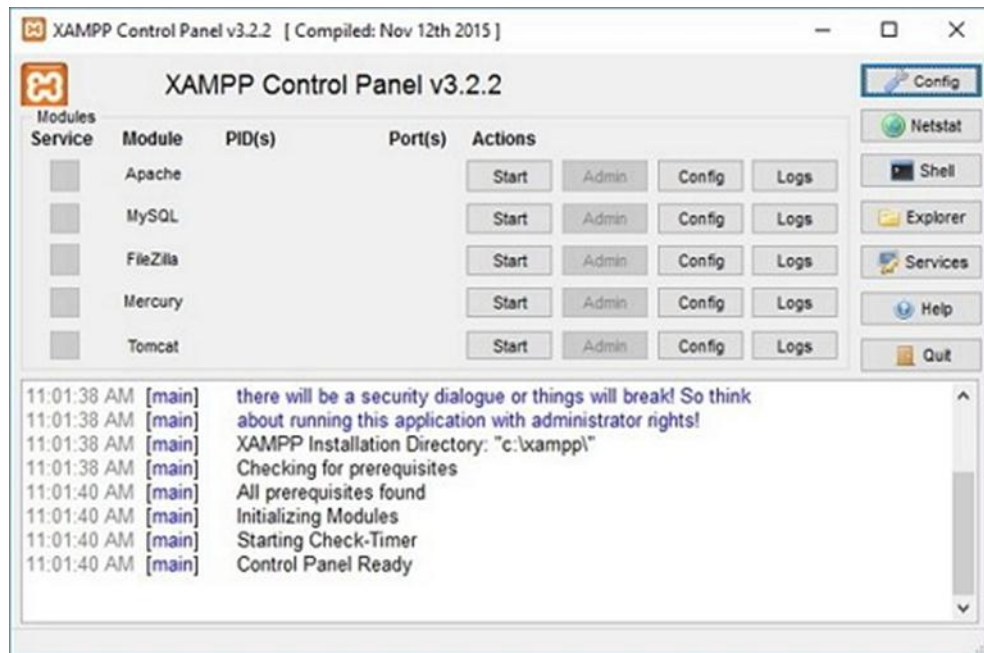 XAMPP Control Panel v3.2.2 [ Compiled: Nov 12th 2015 ]
XAMPP Control Panel v3.2.2
Config
Modules
Service Module PID(s) Port(s) Actions
Netstat
Apache Start Admin Config Logs
Shell
MySQL Start Admin Config Logs
Explorer
FileZilla Start Admin Config Logs
Services
Mercury Start Admin Config Logs
Help
Tomcat Start Admin Config Logs
Quit
11:01:38 AM [main] there will be a security dialogue or things will break! So think
11:01:38 AM [main] about running this application with administrator rights!
11:01:38 AM [main] XAMPP Installation Directory: "c:\xampp\"
11:01:38 AM [main] Checking for prerequisites
11:01:40 AM [main] All prerequisites found
11:01:40 AM [main] Initializing Modules
11:01:40 AM [main] Starting Check-Timer
11:01:40 AM [main] Control Panel Ready